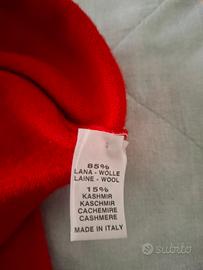 85%
LANA - WOLLE
LAINE - WOOL
15%
KASHMIR
KASCHMIR
CACHEMIRE
CASHMERE
MADE IN ITALY
subito